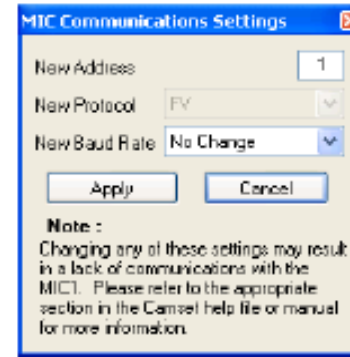 MIC Communications Settings
New Address 1
New Protocol FV
New Baud Rate No Change
Apply Cancel
Note :
Changing any of these settings may result
in a lack of communications with the
MIC1. Please refer to the appropriate
section in the Camset help file or manual
for more information.